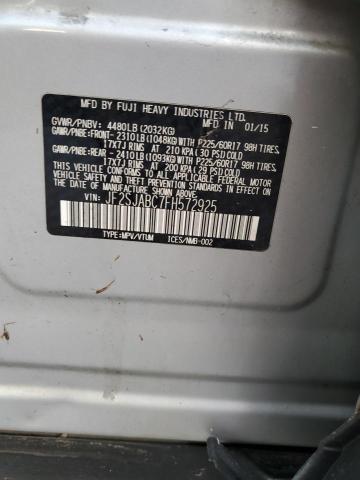 MFD BY FUJI HEAVY INDUSTRIES LTD.
GVWR/PNBV: 4480LB (2032KG) IN 01/15
GAWR/PNBE: FRONT- 2310LB (1048KG) WITH P225/60R17 98H TIRES.
17X7J RIMS AT 210 KPA (30 PSI) COLD
GAWR/PNBE: REAR - 2410LB (1093KG) WITH P225/60R17 98H TIRES.
17X7J RIMS AT 200 KPA (29 PSI) COLD
THIS VEHICLE CONFORMS TO ALL APPLICABLE FEDERAL MOTOR
VEHICLE SAFETY STANDARDS IN EFFECT ON THE DATE OF
MANUFACTURE SHOWN ABOVE.
VIN: JF2SJABC7FH572925
TYPE:MPV/VTUM ICES/NMB-002